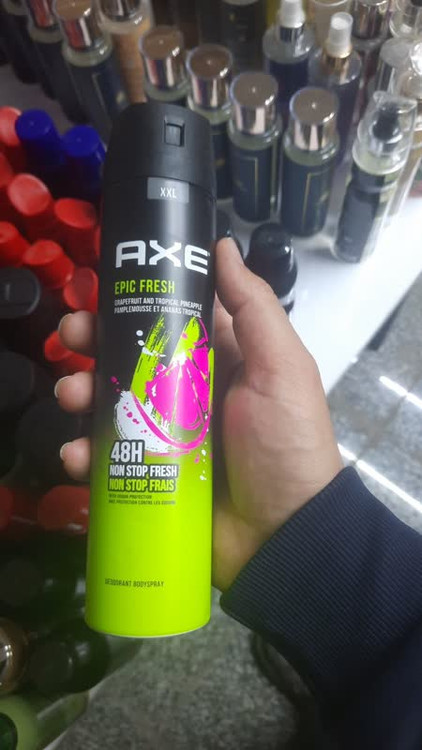 XXL
AXE
EPIC FRESH
GRAPEFRUIT AND TROPICAL PINEAPPLE
PAMPLEMOUSSE ET ANANAS TROPICAL
48H
NON STOP FRESH
NON STOP FRAIS
DEODORANT BODYSPRAY